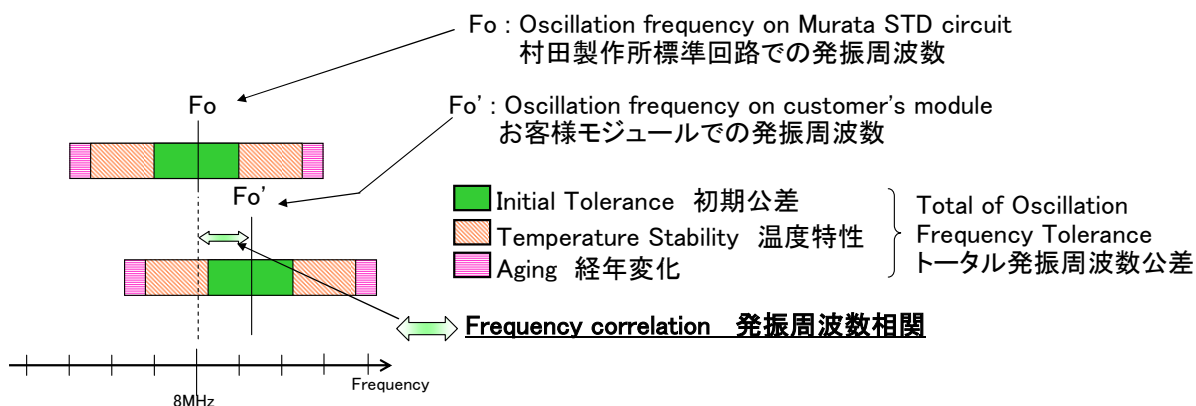 Fo : Oscillation frequency on Murata STD circuit
村田製作所標準回路での発振周波数
Fo
Fo' : Oscillation frequency on customer's module
お客様モジュールでの発振周波数
Fo'
Initial Tolerance 初期公差
Temperature Stability 温度特性
Aging 経年変化
Total of Oscillation
Frequency Tolerance
トータル発振周波数公差
Frequency correlation 発振周波数相関
Frequency
8MHz